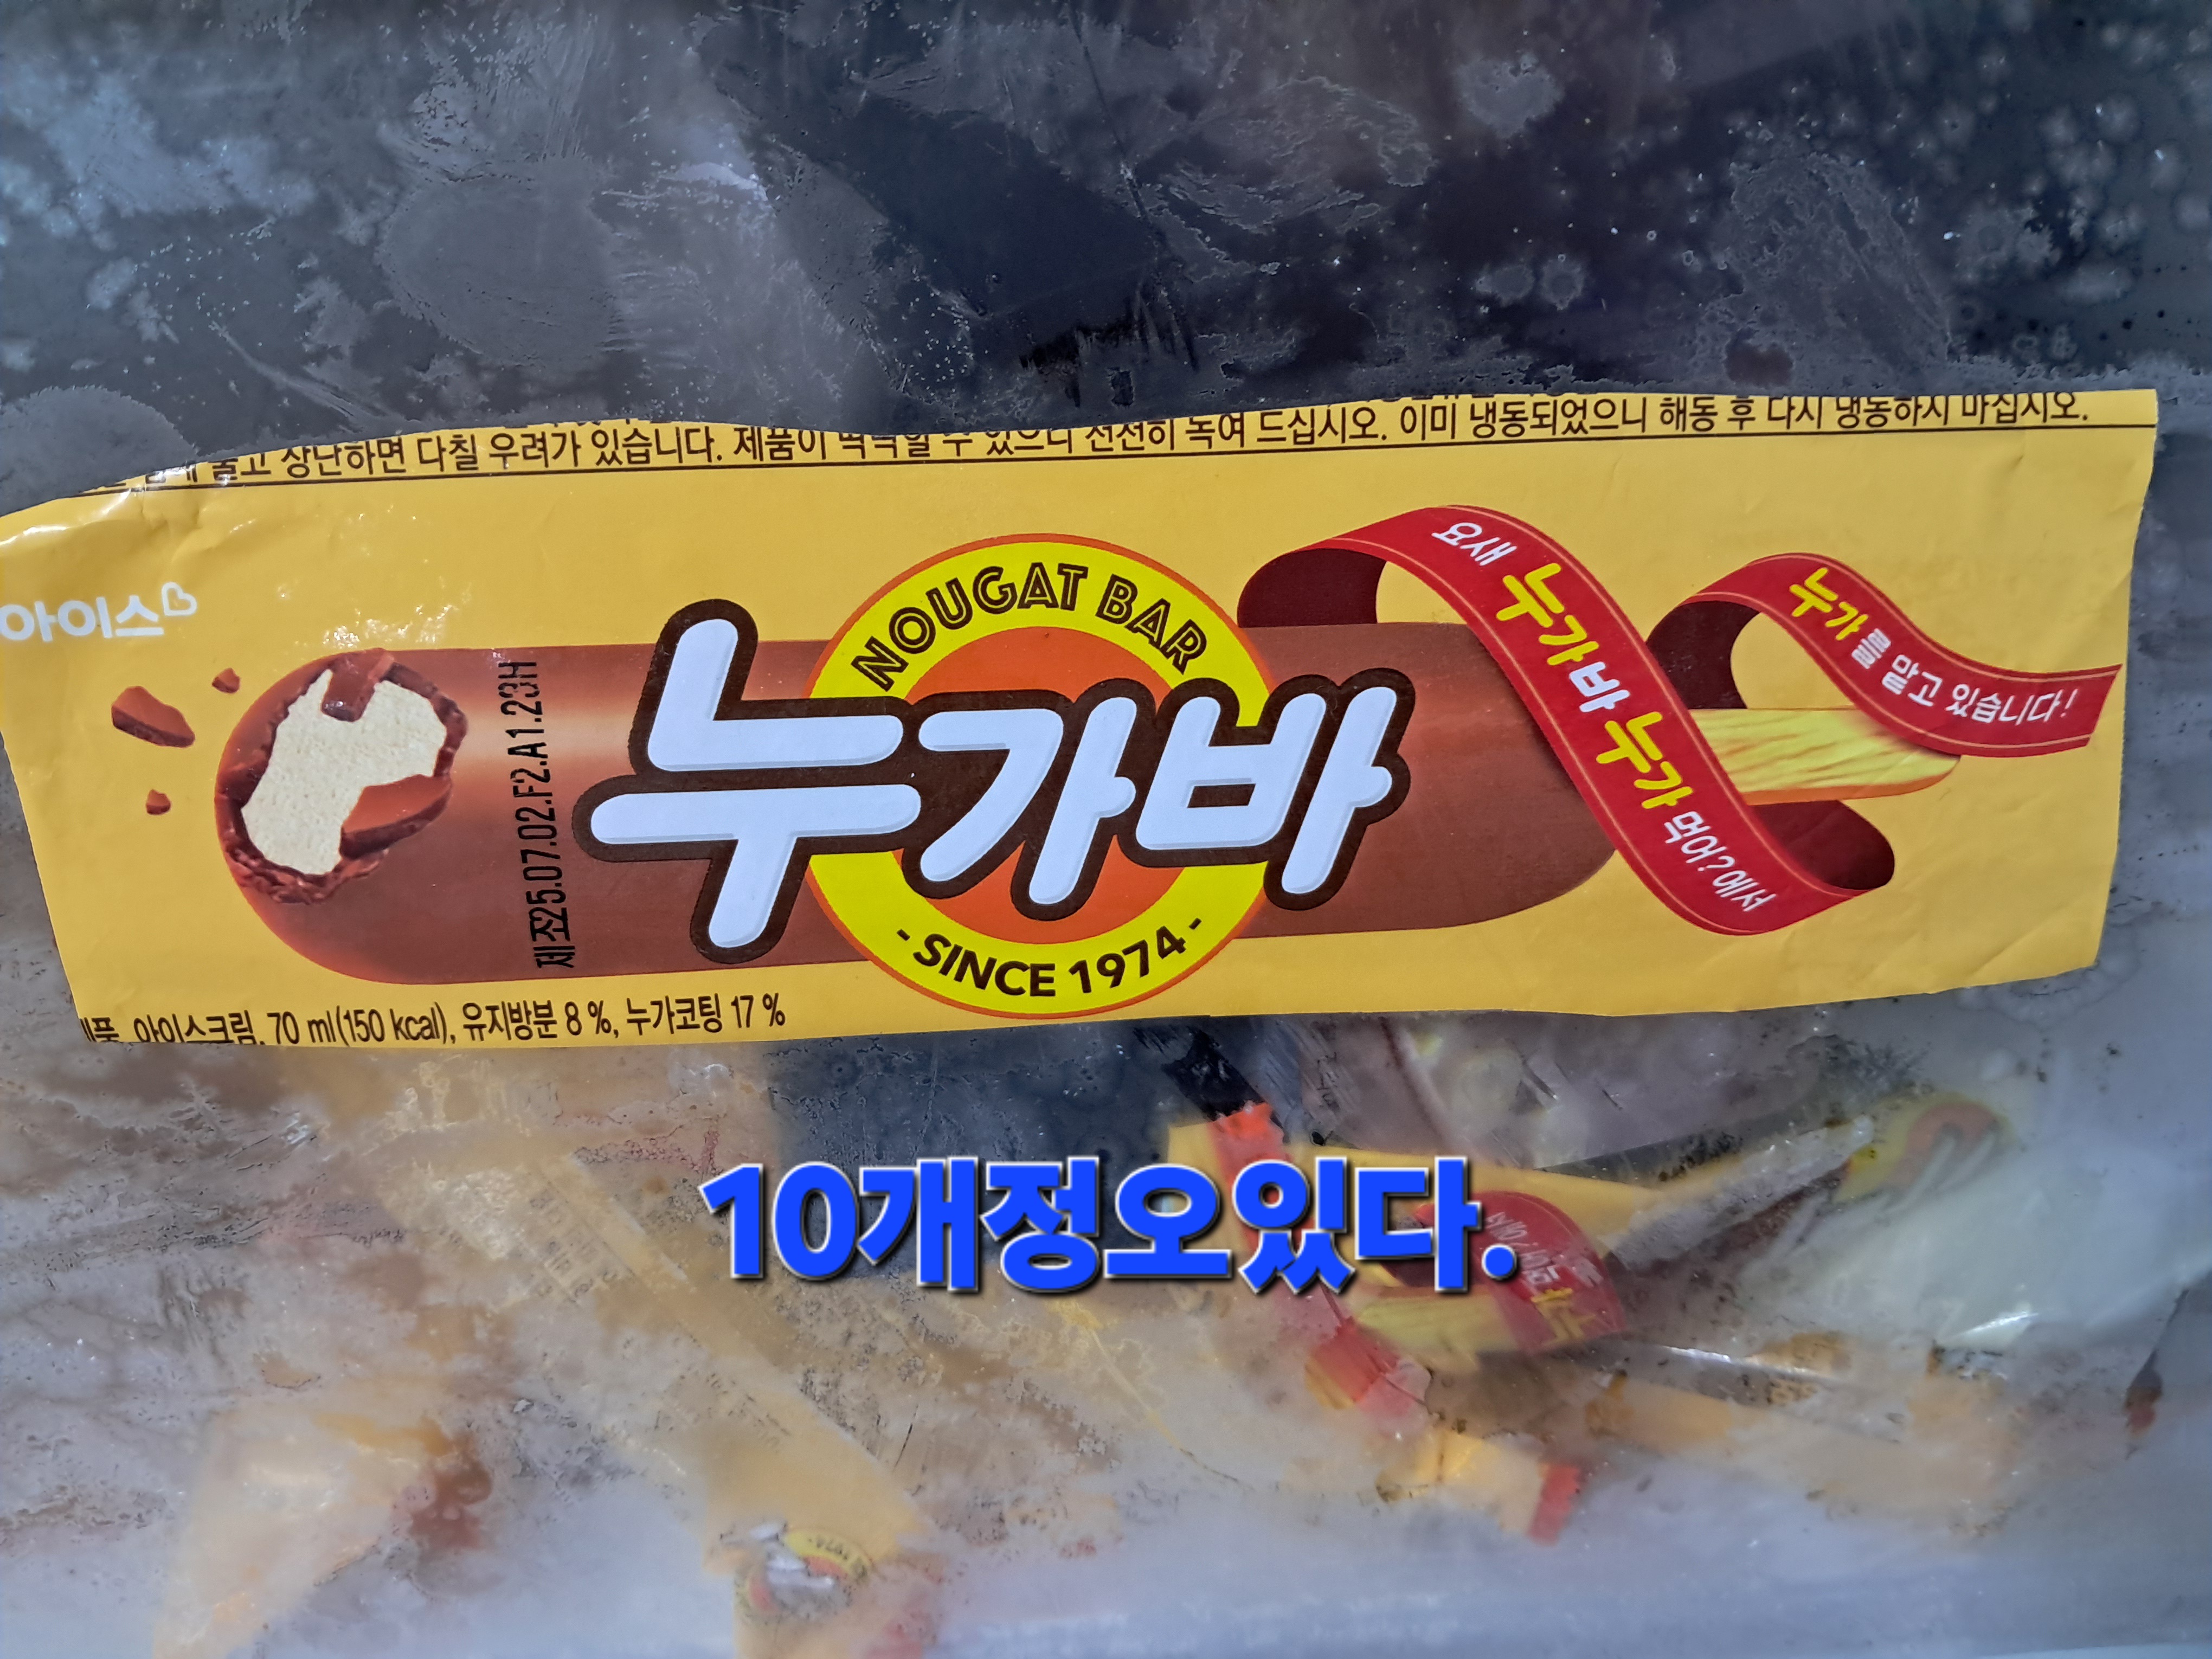 상난하면 다칠 우려가 있습니다. 제품이 딱딱할 수 있으니 천천히 녹여 드십시오. 이미 냉동되었으니 해동 후 다시 냉동하지 마십시오.
아이스
NOUGAT BAR
누가바
- SINCE 1974 -
요새 누가바 누가 먹어?에서
누가를 맡고 있습니다!
제조25.07.02.F2.A1.23H
아이스크림, 70 ml(150 kcal), 유지방분 8 %, 누가코팅 17 %
10개정오있다.